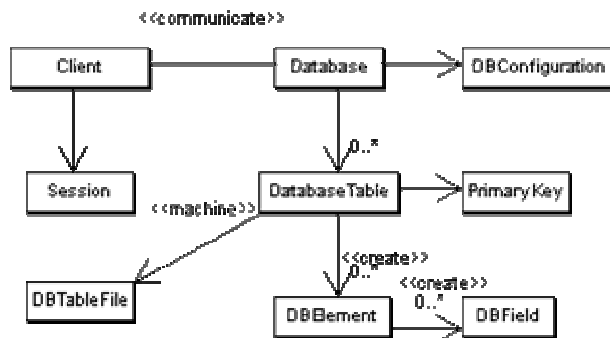 <<communicate>>
Client
Database
DBConfiguration
0..*
Session
DatabaseTable
PrimaryKey
<<machine>>
<<create>>
0..*
<<create>>
0..*
DBTableFile
DBElement
DBField